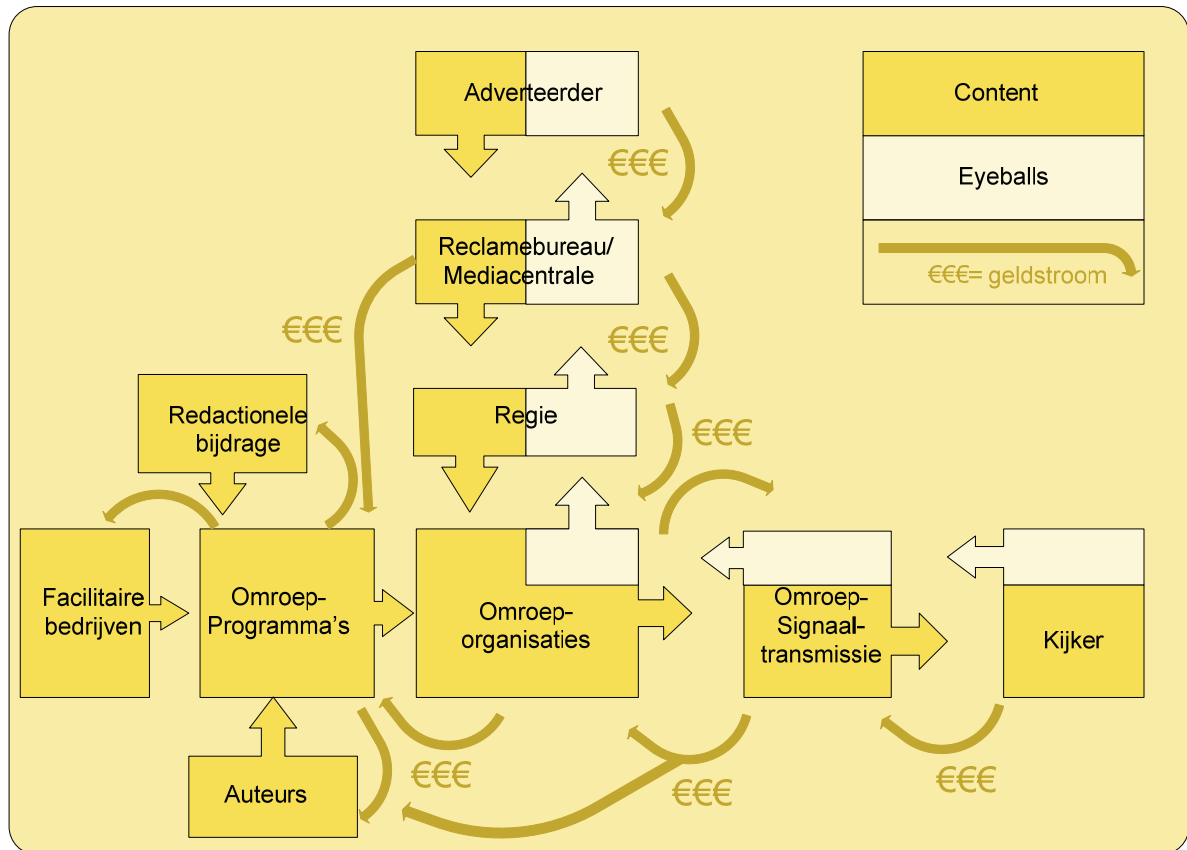 Adverteerder
€€€
Content
Eyeballs
€€€= geldstroom
Reclamebureau/
Mediacentrale
€€€
€€€
Redactionele
bijdrage
Regie
€€€
Facilitaire
bedrijven
Omroep-
Programma's
Omroep-
organisaties
Omroep-
Signaal-
transmissie
Kijker
Auteurs
€€€
€€€
€€€